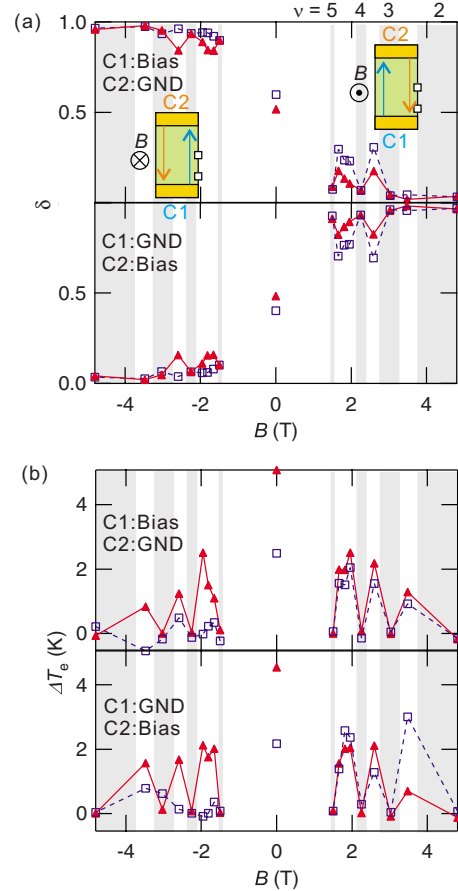 (a)
ν = 5 4 3 2
1.0
C1:Bias
C2:GND
C2
B
C1
B
C2
C1
0.5
δ
C1:GND
C2:Bias
0.5
0.0
-4 -2 0 2 4
B (T)
(b)
C1:Bias
C2:GND
4
2
0
ΔTe (K)
C1:GND
C2:Bias
4
2
0
-4 -2 0 2 4
B (T)